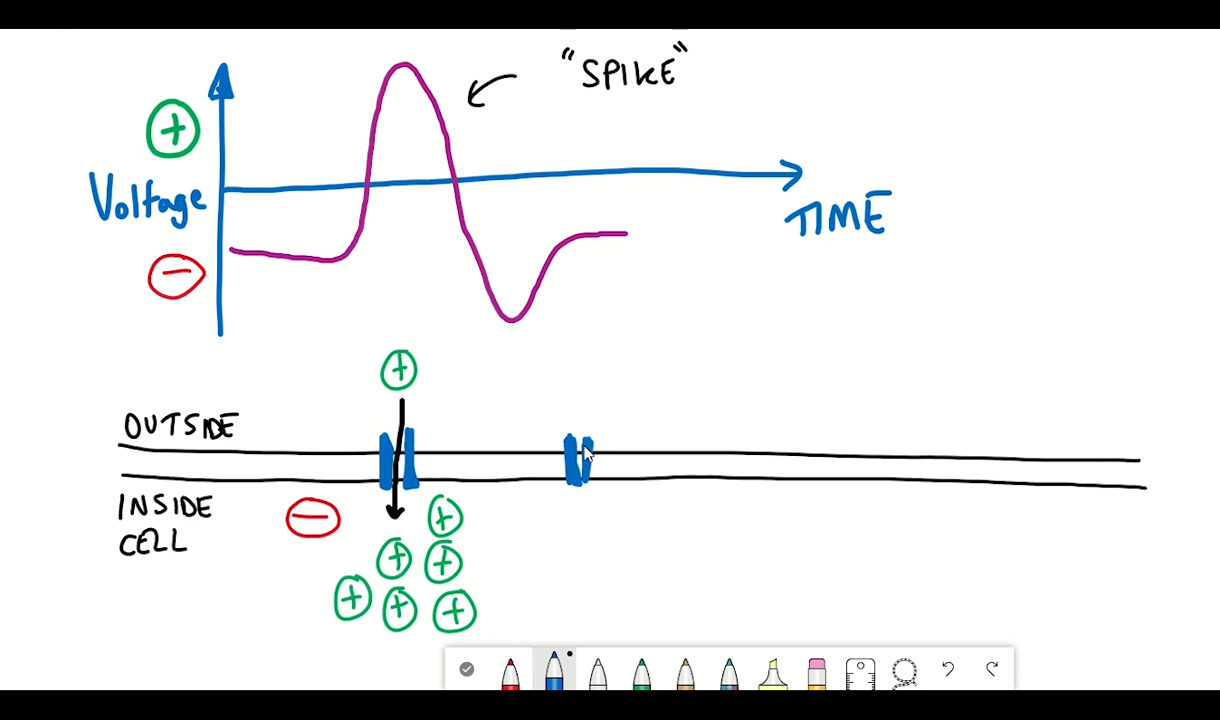 "SPIKE"
+
Voltage
−
TIME
+
OUTSIDE
INSIDE
CELL
−
+
+
+
+
+
+